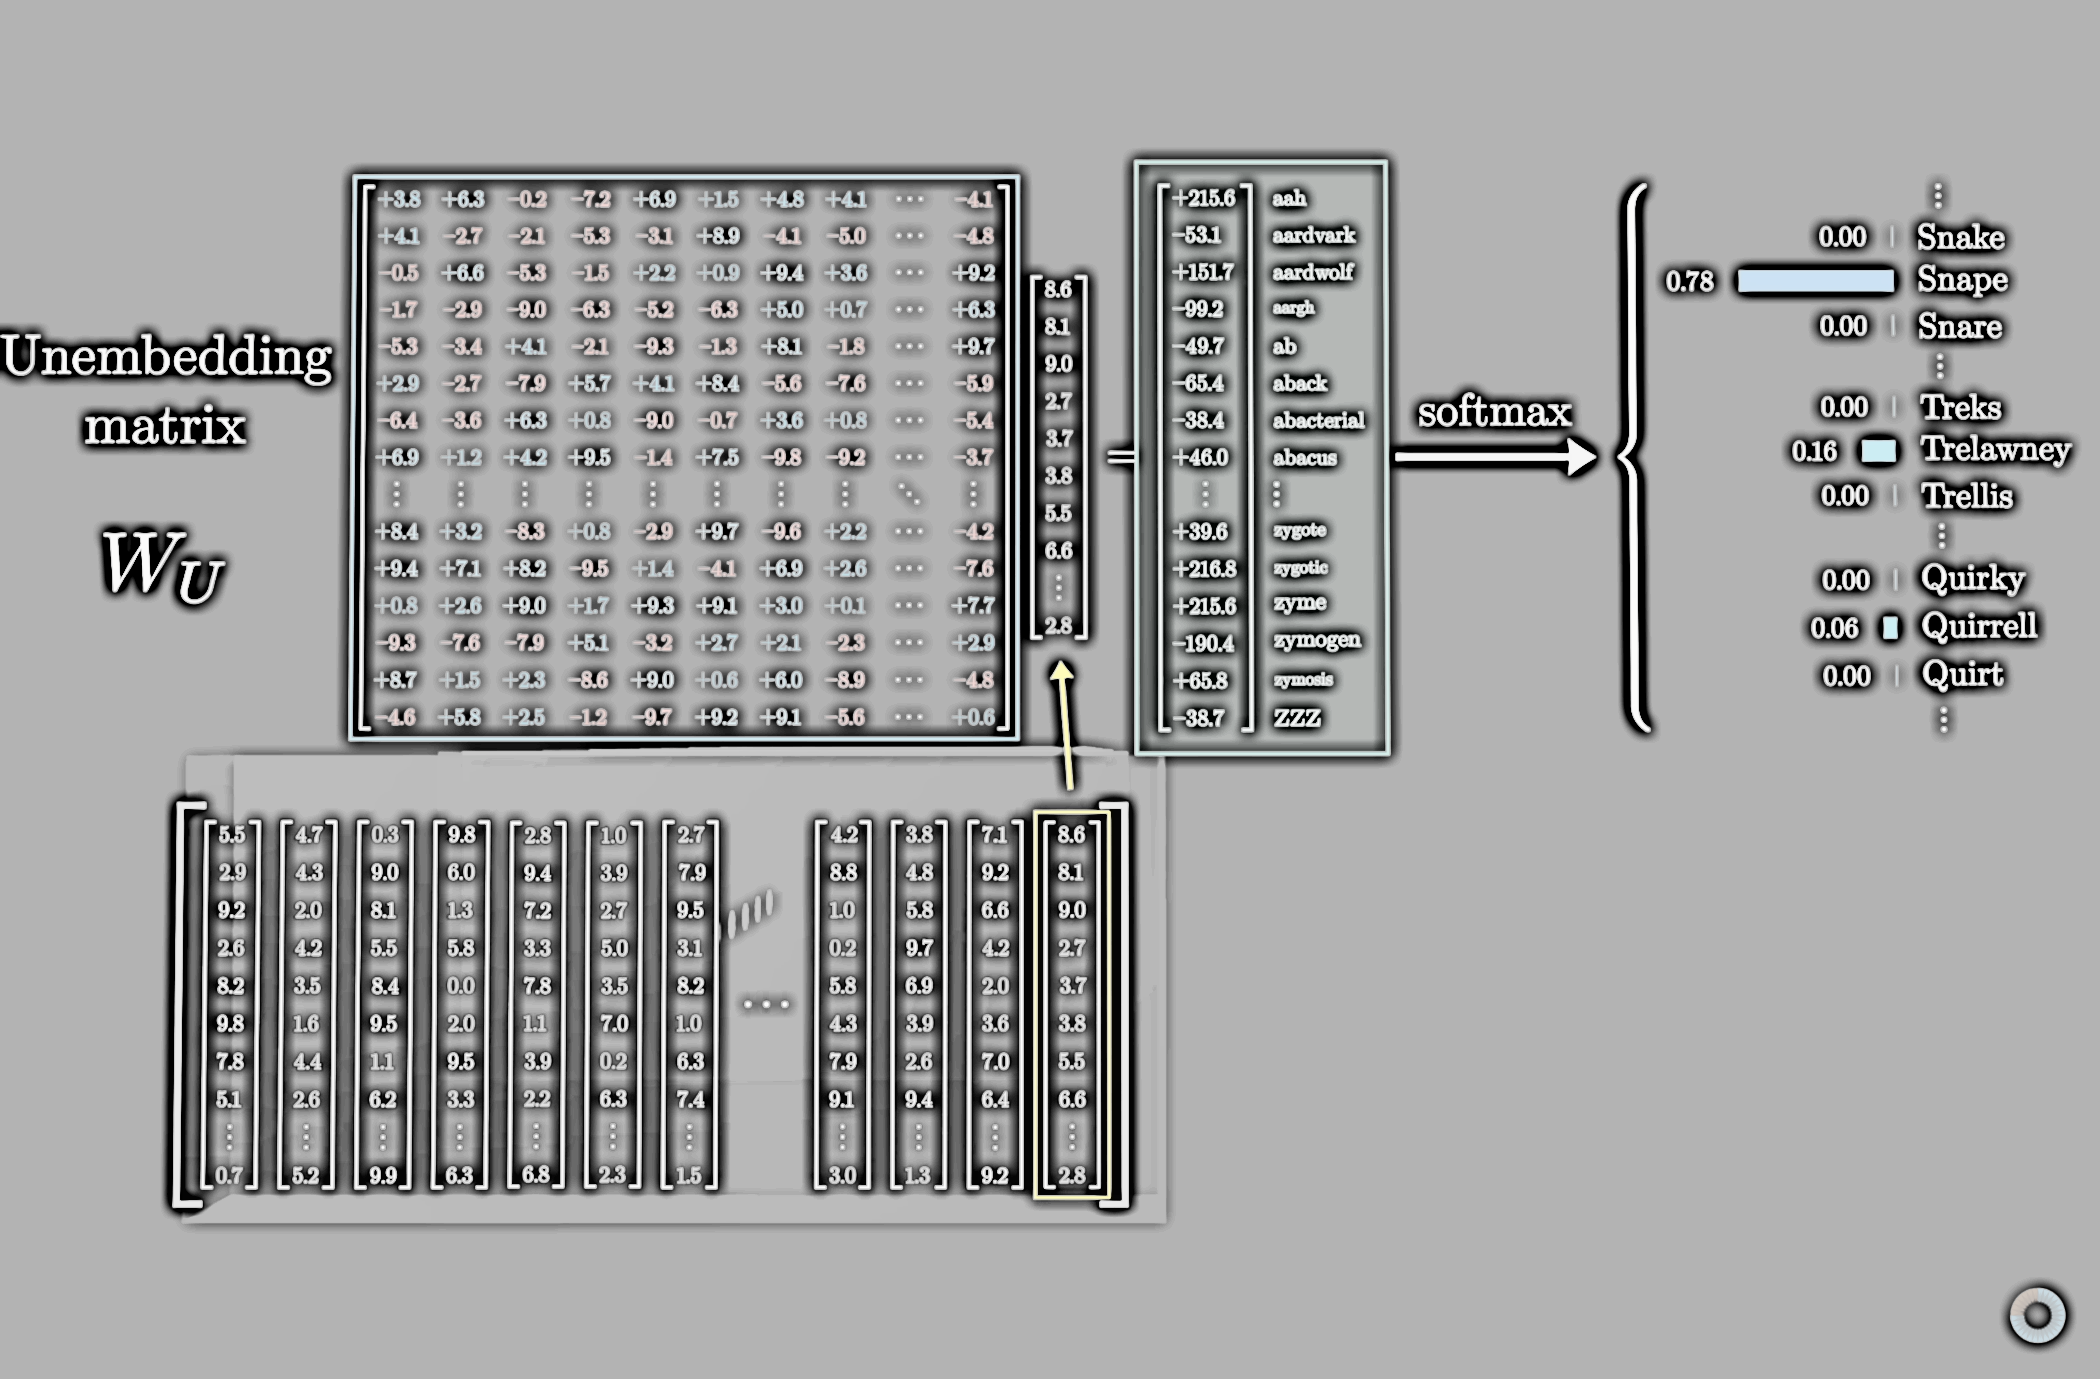 Unembedding
matrix
W_U
+3.8 +6.3 −0.2 −7.2 +6.9 +1.5 +4.8 +4.1 ⋯ −4.1
+4.1 −2.7 −2.1 −5.3 −3.1 +8.9 −4.1 −5.0 ⋯ −4.8
−0.5 +6.6 −5.3 −1.5 +2.2 +0.9 +9.4 +3.6 ⋯ +9.2
−1.7 −2.9 −9.0 −6.3 −5.2 −6.3 +5.0 +0.7 ⋯ +6.3
−5.3 −3.4 +4.1 −2.1 −9.3 −1.3 +8.1 −1.8 ⋯ +9.7
+2.9 −2.7 −7.9 +5.7 +4.1 +8.4 −5.6 −7.6 ⋯ −5.9
−6.4 −3.6 +6.3 +0.8 −9.0 −0.7 +3.6 +0.8 ⋯ −5.4
+6.9 +1.2 +4.2 +9.5 −1.4 +7.5 −9.8 −9.2 ⋯ −3.7
⋮ ⋮ ⋮ ⋮ ⋮ ⋮ ⋮ ⋮ ⋱ ⋮
+8.4 +3.2 −8.3 +0.8 −2.9 +9.7 −9.6 +2.2 ⋯ −4.2
+9.4 +7.1 +8.2 −9.5 +1.4 −4.1 +6.9 +2.6 ⋯ −7.6
+0.8 +2.6 +9.0 +1.7 +9.3 +9.1 +3.0 +0.1 ⋯ +7.7
−9.3 −7.6 −7.9 +5.1 −3.2 +2.7 +2.1 −2.3 ⋯ +2.9
+8.7 +1.5 +2.3 −8.6 +9.0 +0.6 +6.0 −8.9 ⋯ −4.8
−4.6 +5.8 +2.5 −1.2 −9.7 +9.2 +9.1 −5.6 ⋯ +0.6
8.6
8.1
9.0
2.7
3.7
3.8
5.5
6.6
⋮
2.8
=
+215.6 aah
−53.1 aardvark
+151.7 aardwolf
−99.2 aargh
−49.7 ab
−65.4 aback
−38.4 abacterial
+46.0 abacus
⋮ ⋮
+39.6 zygote
+216.8 zygotic
+215.6 zyme
−190.4 zymogen
+65.8 zymosis
−38.7 ZZZ
softmax
⋮
0.00 Snake
0.78 Snape
0.00 Snare
⋮
0.00 Treks
0.16 Trelawney
0.00 Trellis
⋮
0.00 Quirky
0.06 Quirrell
0.00 Quirt
⋮
5.5 4.7 0.3 9.8 2.8 1.0 2.7 4.2 3.8 7.1 8.6
2.9 4.3 9.0 6.0 9.4 3.9 7.9 8.8 4.8 9.2 8.1
9.2 2.0 8.1 1.3 7.2 2.7 9.5 1.0 5.8 6.6 9.0
2.6 4.2 5.5 5.8 3.3 5.0 3.1 0.2 9.7 4.2 2.7
8.2 3.5 8.4 0.0 7.8 3.5 8.2 ⋯ 5.8 6.9 2.0 3.7
9.8 1.6 9.5 2.0 1.1 7.0 1.0 4.3 3.9 3.6 3.8
7.8 4.4 1.1 9.5 3.9 0.2 6.3 7.9 2.6 7.0 5.5
5.1 2.6 6.2 3.3 2.2 6.3 7.4 9.1 9.4 6.4 6.6
⋮ ⋮ ⋮ ⋮ ⋮ ⋮ ⋮ ⋮ ⋮ ⋮ ⋮
0.7 5.2 9.9 6.3 6.8 2.3 1.5 3.0 1.3 9.2 2.8